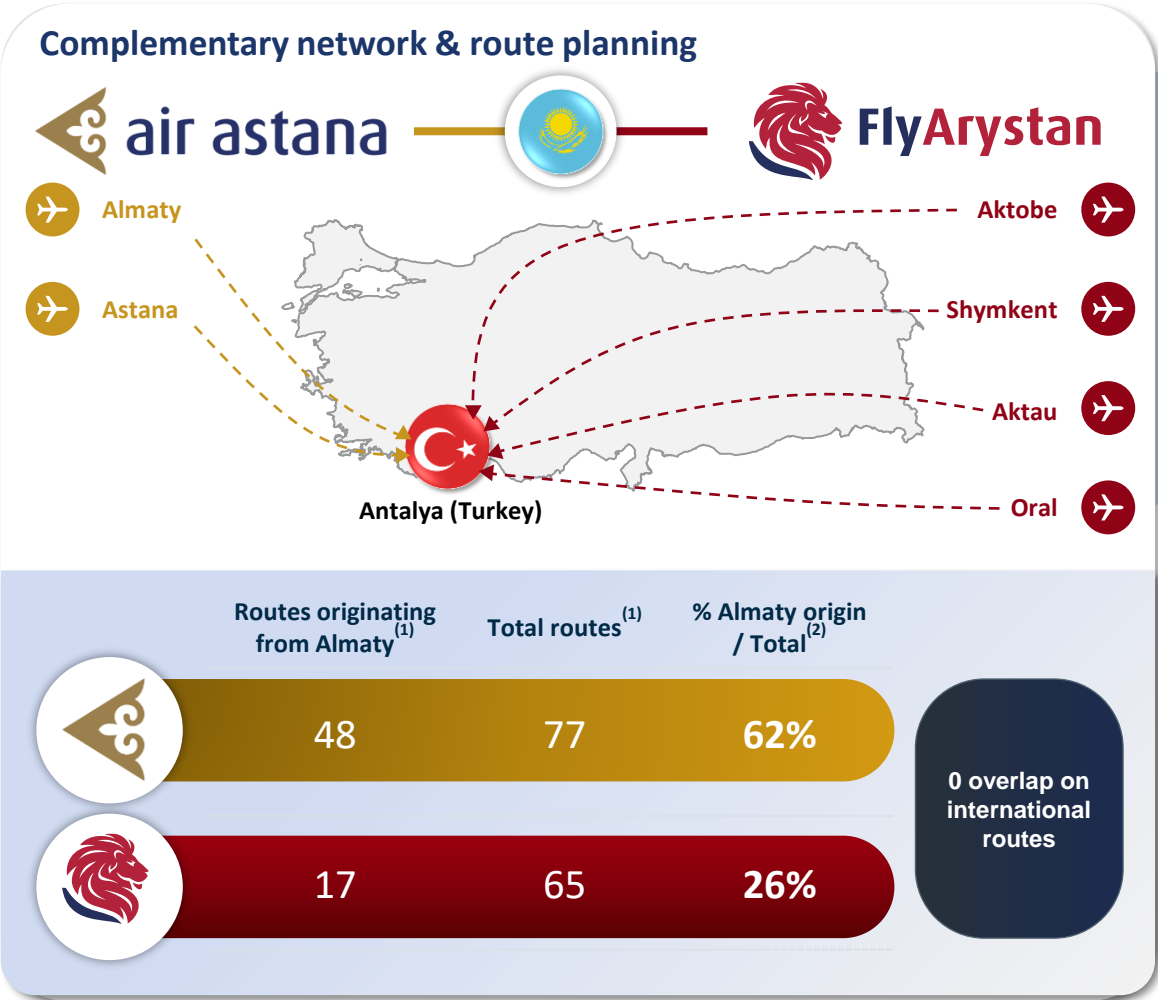 Complementary network & route planning
air astana
FlyArystan
Almaty
Astana
Aktobe
Shymkent
Aktau
Oral
Antalya (Turkey)
Routes originating
from Almaty(1)
Total routes(1)
% Almaty origin
/ Total(2)
48 77 62%
17 65 26%
0 overlap on
international
routes